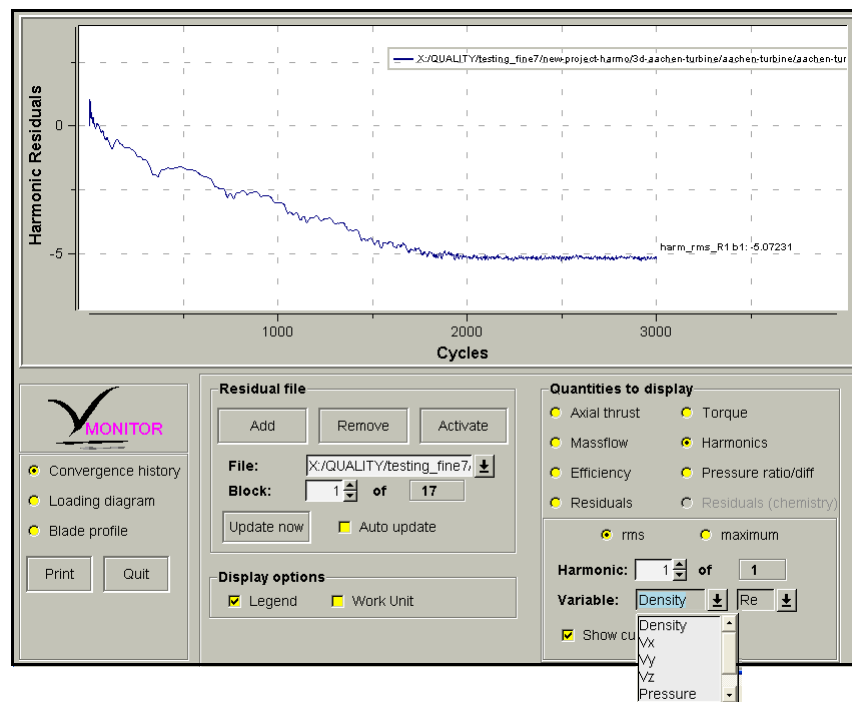 X:/QUALITY/testing_fine7/new-project-harmo/3d-aachen-turbine/aachen-turbine/aachen-tur
Harmonic Residuals
0
-5
harm_rms_R1 b1: -5.07231
1000 2000 3000
Cycles
MONITOR
Convergence history
Loading diagram
Blade profile
Print Quit
Residual file
Add Remove Activate
File: X:/QUALITY/testing_fine7/
Block: 1 of 17
Update now Auto update
Display options
Legend Work Unit
Quantities to display
Axial thrust Torque
Massflow Harmonics
Efficiency Pressure ratio/diff
Residuals Residuals (chemistry)
rms maximum
Harmonic: 1 of 1
Variable: Density Re
Show cu
Density
Vx
Vy
Vz
Pressure